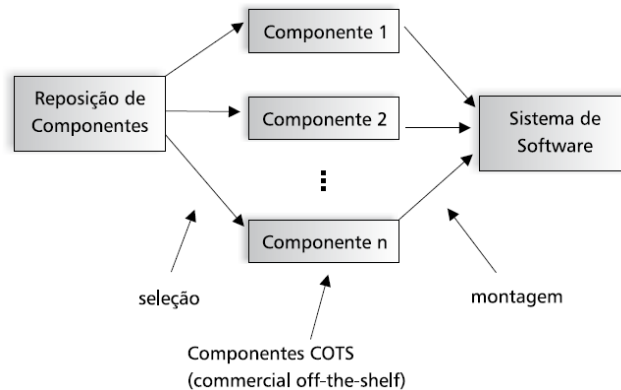 Componente 1
Reposição de
Componentes
Componente 2
Sistema de
Software
Componente n
seleção
montagem
Componentes COTS
(commercial off-the-shelf)